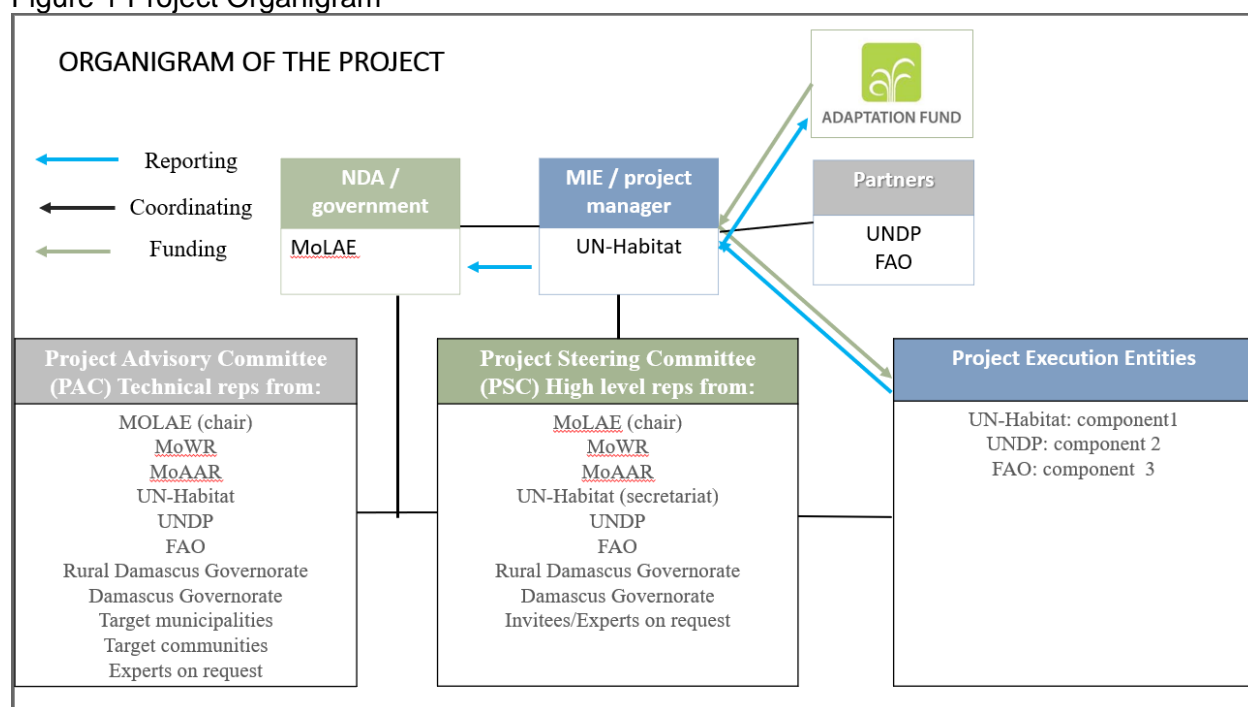 Figure 1 Project Organigram
ORGANIGRAM OF THE PROJECT
Reporting
Coordinating
Funding
NDA /
government
MoLAE
MIE / project
manager
UN-Habitat
ADAPTATION FUND
Partners
UNDP
FAO
Project Advisory Committee
(PAC) Technical reps from:
MOLAE (chair)
MoWR
MoAAR
UN-Habitat
UNDP
FAO
Rural Damascus Governorate
Damascus Governorate
Target municipalities
Target communities
Experts on request
Project Steering Committee
(PSC) High level reps from:
MoLAE (chair)
MoWR
MoAAR
UN-Habitat (secretariat)
UNDP
FAO
Rural Damascus Governorate
Damascus Governorate
Invitees/Experts on request
Project Execution Entities
UN-Habitat: component1
UNDP: component 2
FAO: component 3